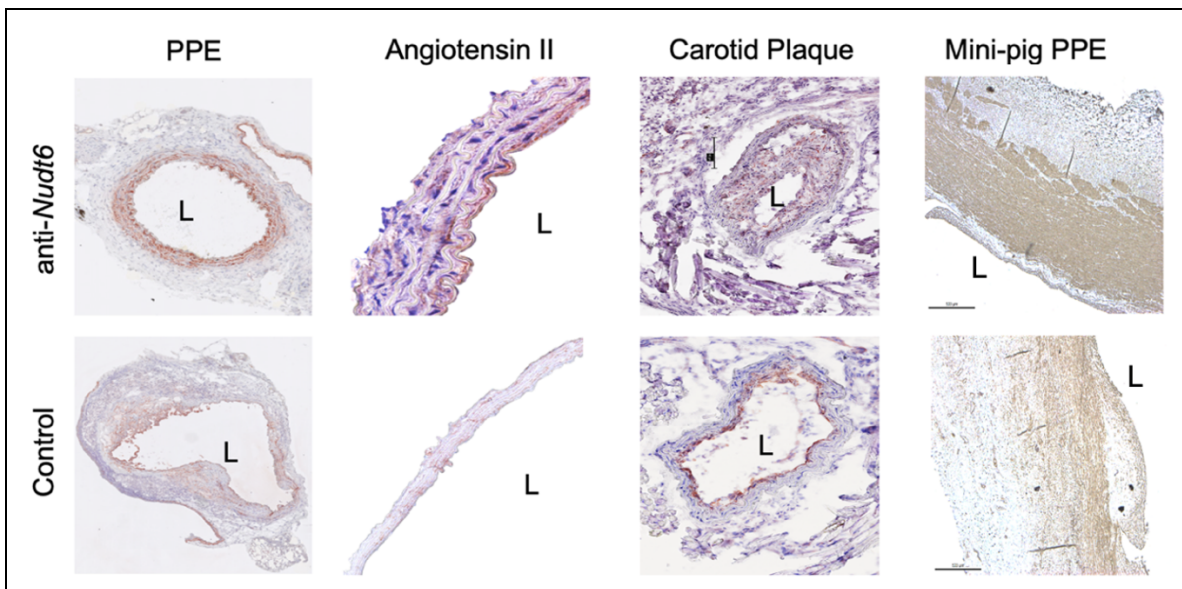 PPE
Angiotensin II
Carotid Plaque
Mini-pig PPE
anti-Nudt6
L
L
L
L
Control
L
L
L
L